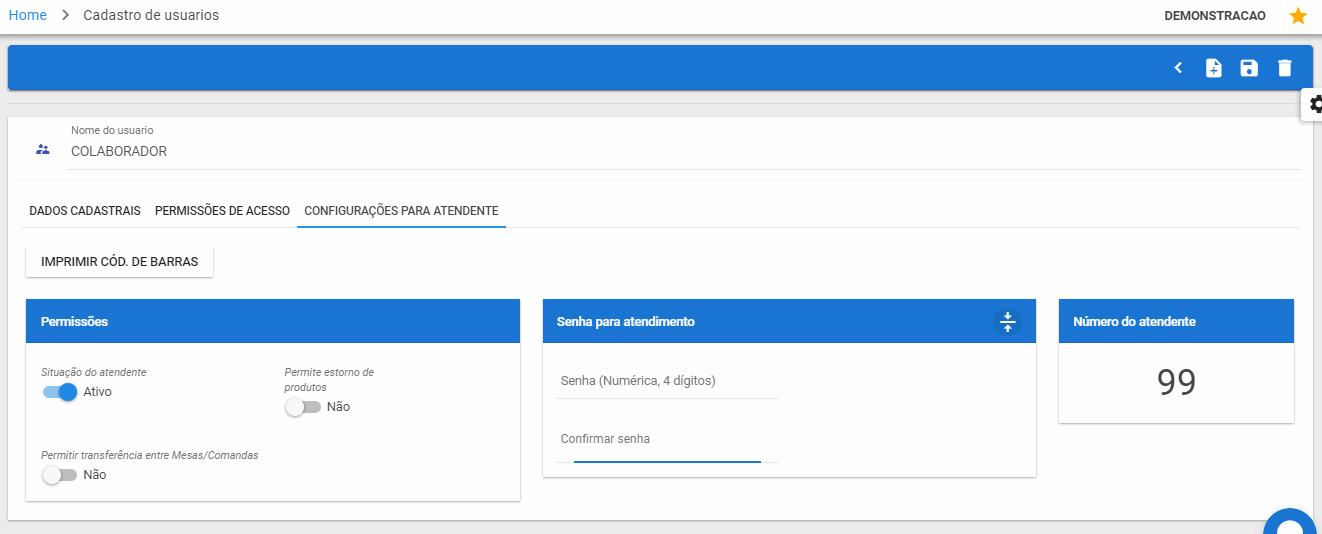 Home > Cadastro de usuarios
DEMONSTRACAO
Nome do usuario
COLABORADOR
DADOS CADASTRAIS PERMISSÕES DE ACESSO CONFIGURAÇÕES PARA ATENDENTE
IMPRIMIR CÓD. DE BARRAS
Permissões
Situação do atendente
Ativo
Permite estorno de
produtos
Não
Permitir transferência entre Mesas/Comandas
Não
Senha para atendimento
Senha (Numérica, 4 dígitos)
Confirmar senha
Número do atendente
99